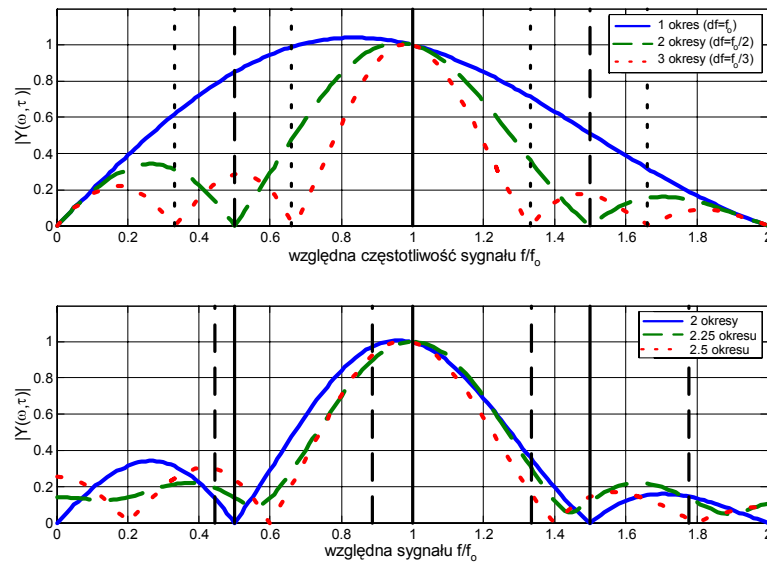 1 okres (df=fo)
2 okresy (df=fo/2)
3 okresy (df=fo/3)
|Y(ω,τ)|
1
0.8
0.6
0.4
0.2
0
0 0.2 0.4 0.6 0.8 1 1.2 1.4 1.6 1.8 2
względna częstotliwość sygnału f/fo
2 okresy
2.25 okresu
2.5 okresu
|Y(ω,τ)|
1
0.8
0.6
0.4
0.2
0
0 0.2 0.4 0.6 0.8 1 1.2 1.4 1.6 1.8 2
względna sygnału f/fo